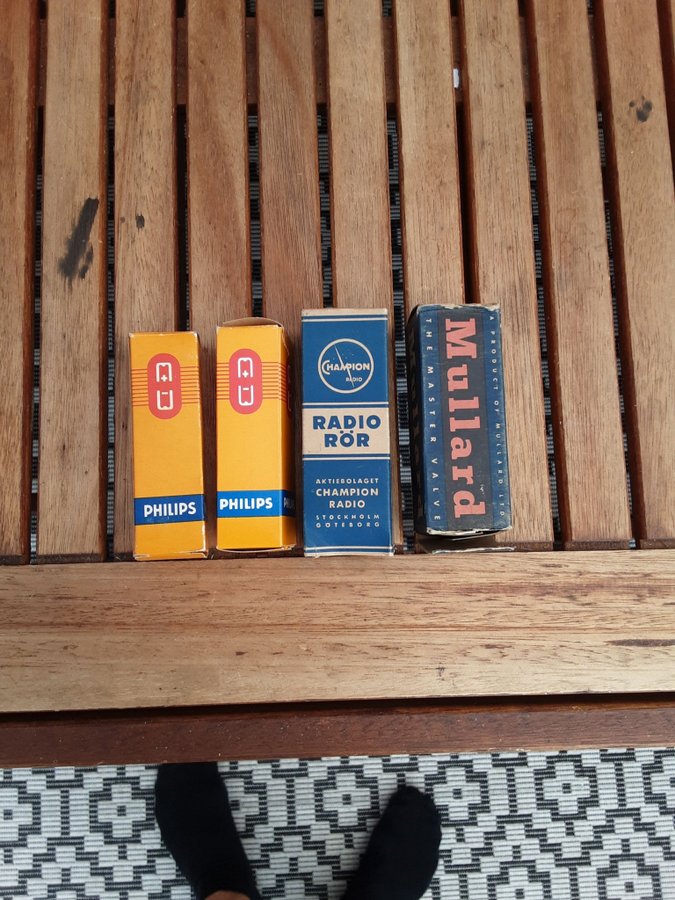 PHILIPS
PHILIPS
CHAMPION
RADIO
RADIO
RÖR
AKTIEBOLAGET
CHAMPION
RADIO
STOCKHOLM
GÖTEBORG
THE MASTER VALVE
Mullard
A PRODUCT OF MULLARD LTD